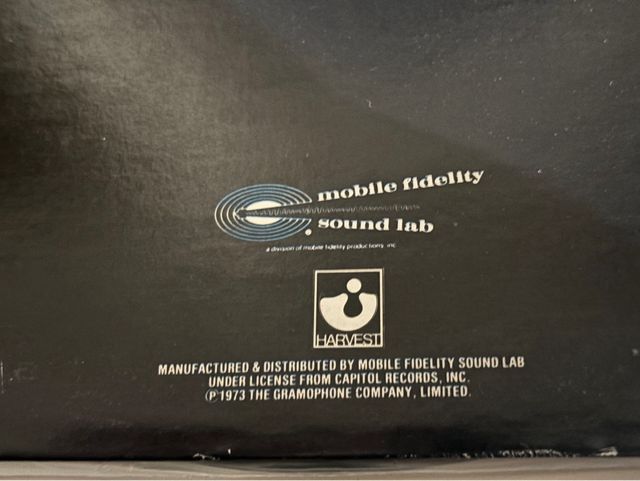 mobile fidelity
sound lab
a division of mobile fidelity productions, inc.
HARVEST
MANUFACTURED & DISTRIBUTED BY MOBILE FIDELITY SOUND LAB
UNDER LICENSE FROM CAPITOL RECORDS, INC.
℗ 1973 THE GRAMOPHONE COMPANY, LIMITED.